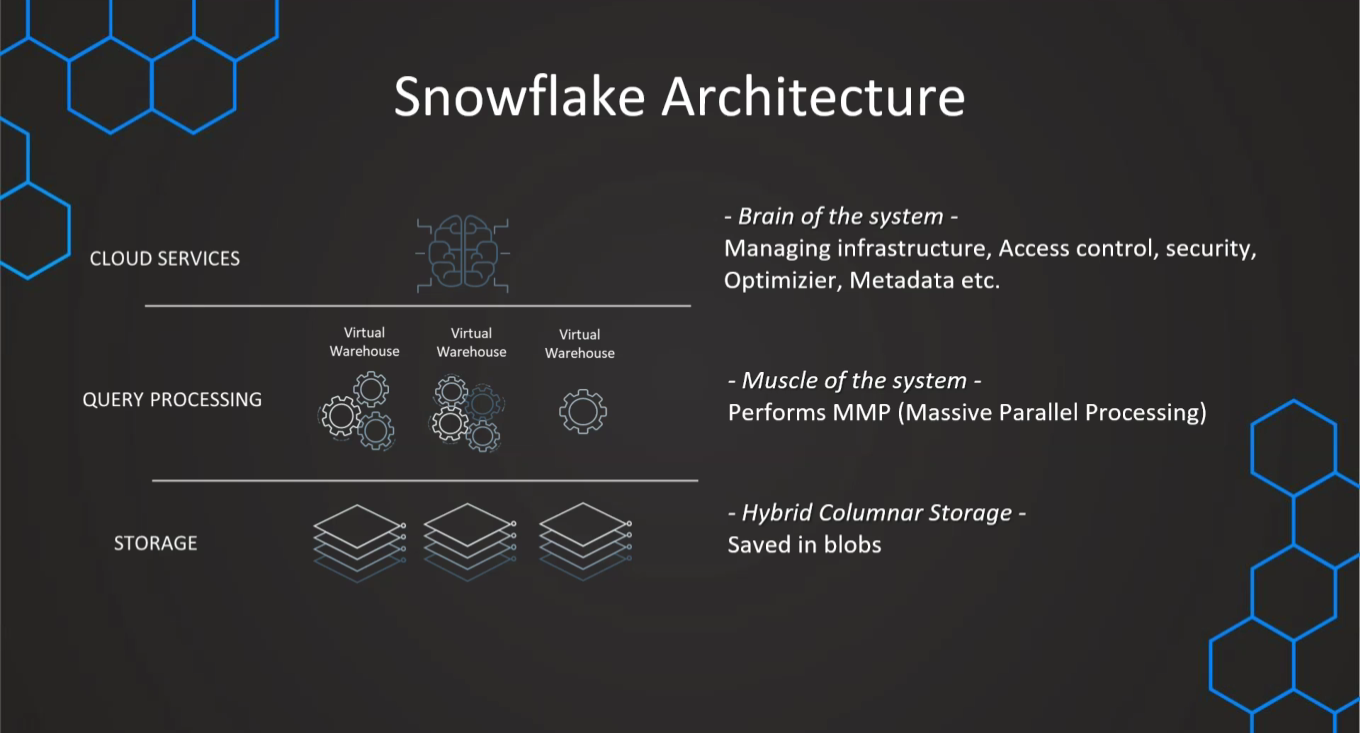 Snowflake Architecture
CLOUD SERVICES
- Brain of the system -
Managing infrastructure, Access control, security,
Optimizier, Metadata etc.
Virtual
Warehouse
Virtual
Warehouse
Virtual
Warehouse
QUERY PROCESSING
- Muscle of the system -
Performs MMP (Massive Parallel Processing)
STORAGE
- Hybrid Columnar Storage -
Saved in blobs